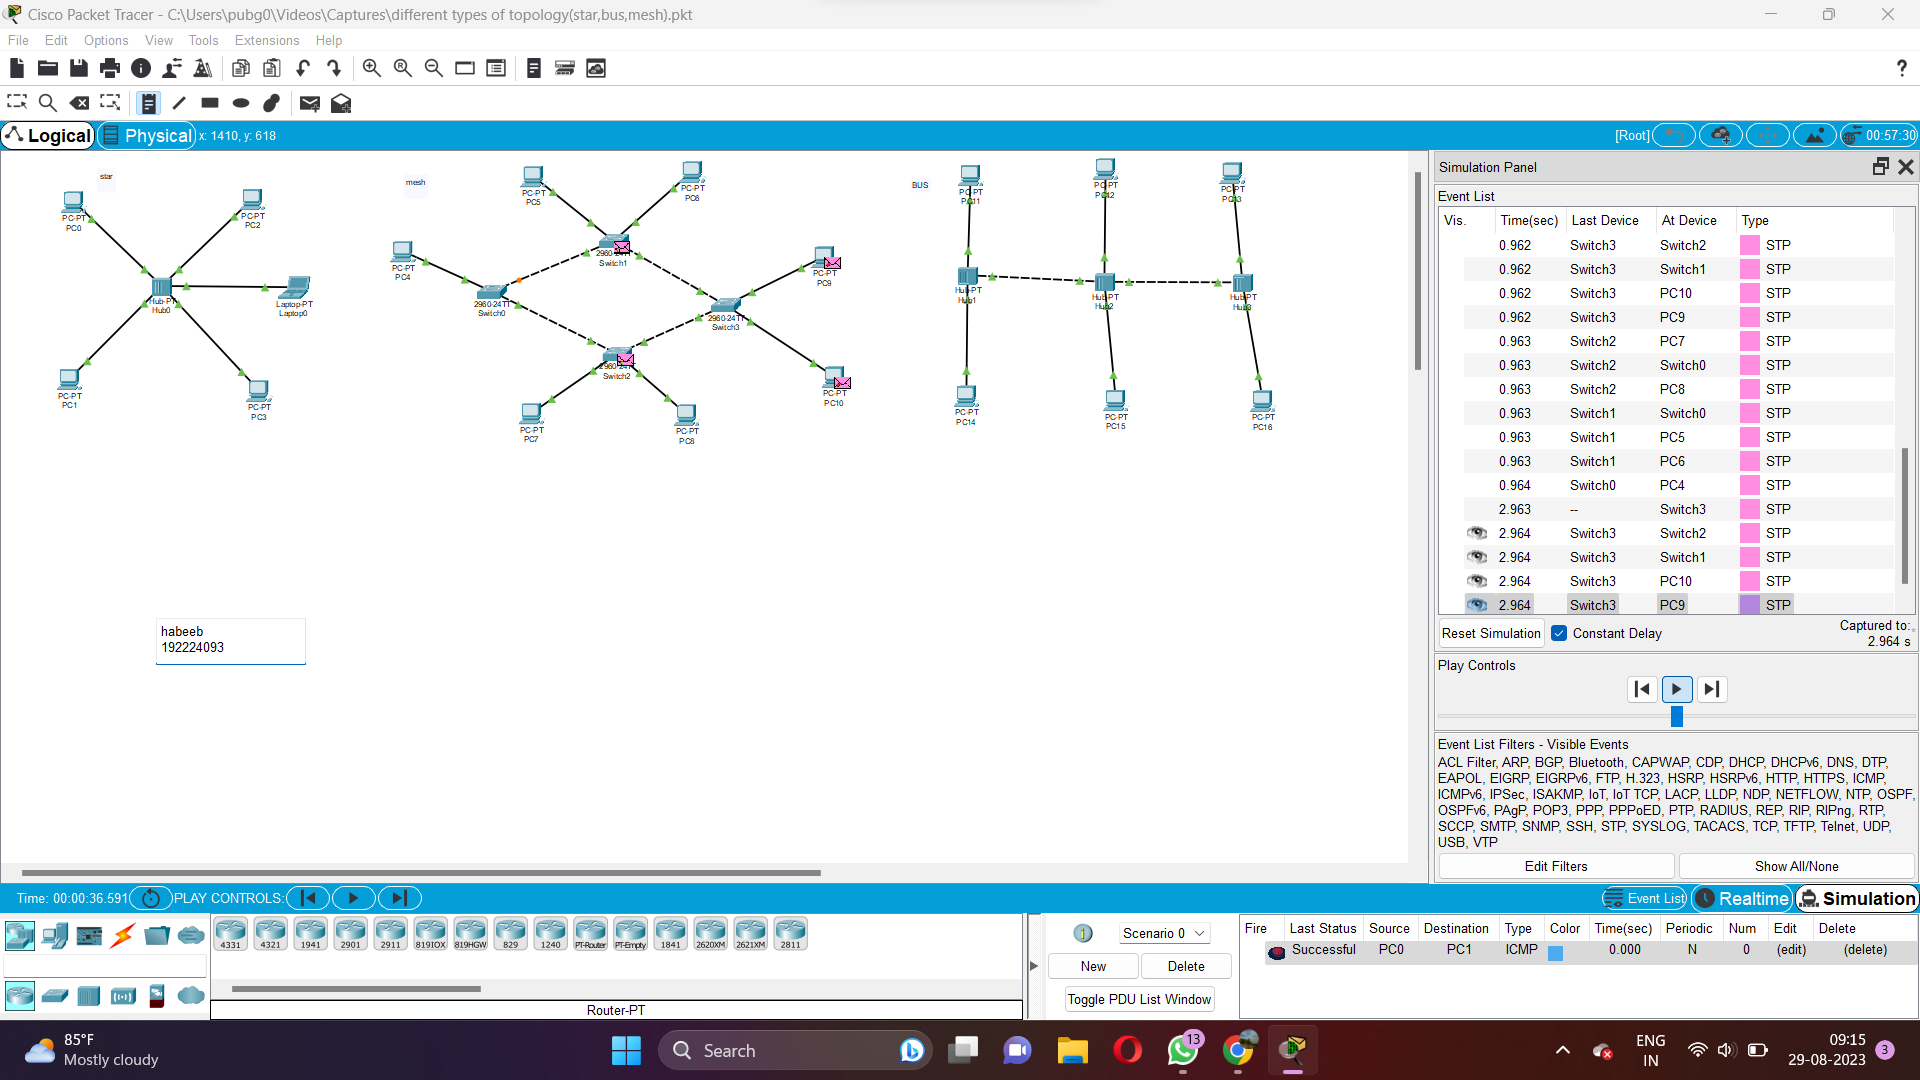 Cisco Packet Tracer - C:\Users\pubg0\Videos\Captures\different types of topology(star,bus,mesh).pkt
File Edit Options View Tools Extensions Help
Logical Physical x: 1410, y: 618 [Root] 00:57:30
star
mesh
BUS
PC-PT
PC0
PC-PT
PC2
Hub-PT
Hub0
Laptop-PT
Laptop0
PC-PT
PC1
PC-PT
PC3
PC-PT
PC5
PC-PT
PC6
PC-PT
PC4
2960-24TT
Switch1
2960-24TT
Switch0
PC-PT
PC9
2960-24TT
Switch3
2960-24TT
Switch2
PC-PT
PC10
PC-PT
PC7
PC-PT
PC8
PC-PT
PC11
PC-PT
PC12
PC-PT
PC13
Hub-PT
Hub1
Hub-PT
Hub2
Hub-PT
Hub3
PC-PT
PC14
PC-PT
PC15
PC-PT
PC16
habeeb
192224093
Simulation Panel
Event List
Vis. Time(sec) Last Device At Device Type
0.962 Switch3 Switch2 STP
0.962 Switch3 Switch1 STP
0.962 Switch3 PC10 STP
0.962 Switch3 PC9 STP
0.963 Switch2 PC7 STP
0.963 Switch2 Switch0 STP
0.963 Switch2 PC8 STP
0.963 Switch1 Switch0 STP
0.963 Switch1 PC5 STP
0.963 Switch1 PC6 STP
0.964 Switch0 PC4 STP
2.963 -- Switch3 STP
2.964 Switch3 Switch2 STP
2.964 Switch3 Switch1 STP
2.964 Switch3 PC10 STP
2.964 Switch3 PC9 STP
Reset Simulation Constant Delay Captured to:
2.964 s
Play Controls
Event List Filters - Visible Events
ACL Filter, ARP, BGP, Bluetooth, CAPWAP, CDP, DHCP, DHCPv6, DNS, DTP,
EAPOL, EIGRP, EIGRPv6, FTP, H.323, HSRP, HSRPv6, HTTP, HTTPS, ICMP,
ICMPv6, IPSec, ISAKMP, IoT, IoT TCP, LACP, LLDP, NDP, NETFLOW, NTP, OSPF,
OSPFv6, PAgP, POP3, PPP, PPPoED, PTP, RADIUS, REP, RIP, RIPng, RTP,
SCCP, SMTP, SNMP, SSH, STP, SYSLOG, TACACS, TCP, TFTP, Telnet, UDP,
USB, VTP
Edit Filters Show All/None
Time: 00:00:36.591 PLAY CONTROLS: Event List Realtime Simulation
4331 4321 1941 2901 2911 819IOX 819HGW 829 1240 PT-Router PT-Empty 1841 2620XM 2621XM 2811
Router-PT
Scenario 0
New Delete
Toggle PDU List Window
Fire Last Status Source Destination Type Color Time(sec) Periodic Num Edit Delete
Successful PC0 PC1 ICMP 0.000 N 0 (edit) (delete)
85°F
Mostly cloudy
Search
13
ENG
IN
09:15
29-08-2023
3